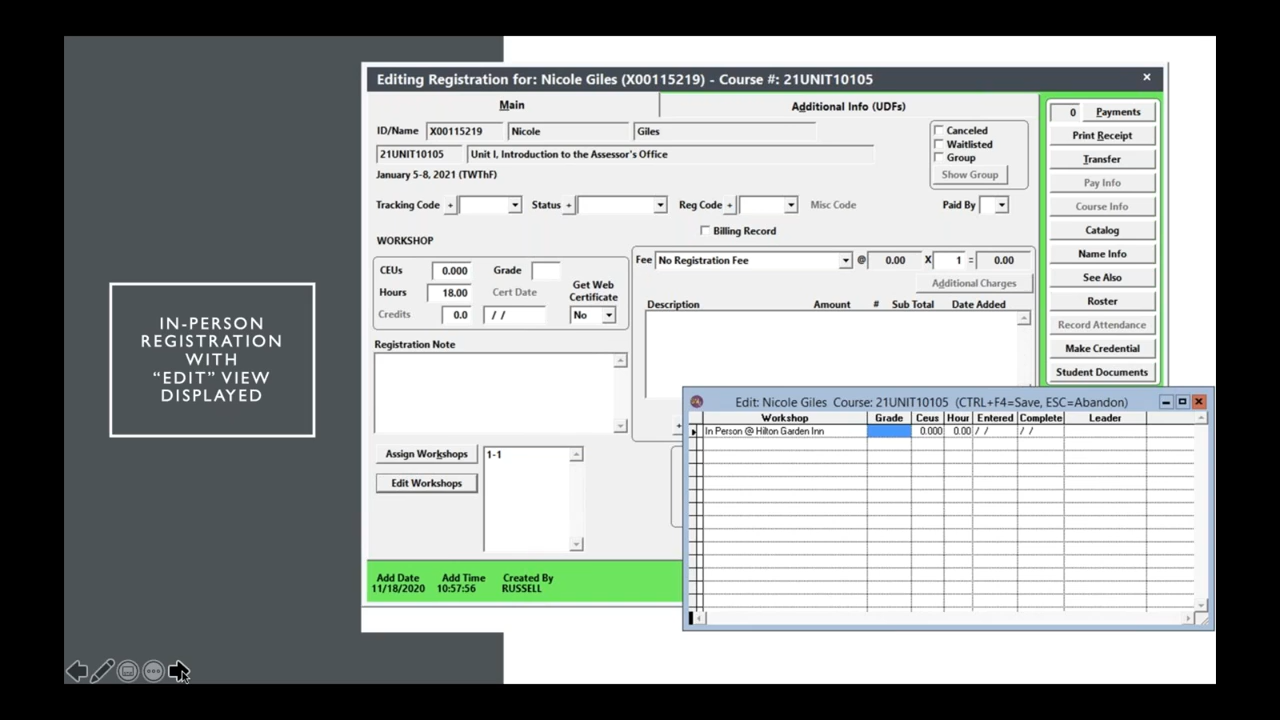 IN-PERSON
REGISTRATION
WITH
“EDIT” VIEW
DISPLAYED
Editing Registration for: Nicole Giles (X00115219) - Course #: 21UNIT10105
Main
Additional Info (UDFs)
ID/Name X00115219 Nicole Giles
21UNIT10105 Unit I, Introduction to the Assessor's Office
January 5-8, 2021 (TWThF)
Canceled
Waitlisted
Group
Show Group
Tracking Code + Status + Reg Code + Misc Code Paid By
Billing Record
WORKSHOP
CEUs 0.000 Grade
Hours 18.00 Cert Date
Credits 0.0 / /
Get Web
Certificate
No
Fee No Registration Fee @ 0.00 X 1 = 0.00
Additional Charges
Description Amount # Sub Total Date Added
Registration Note
+
Assign Workshops
Edit Workshops
1-1
Add Date Add Time Created By
11/18/2020 10:57:56 RUSSELL
0 Payments
Print Receipt
Transfer
Pay Info
Course Info
Catalog
Name Info
See Also
Roster
Record Attendance
Make Credential
Student Documents
Edit: Nicole Giles Course: 21UNIT10105 (CTRL+F4=Save, ESC=Abandon)
Workshop Grade Ceus Hour Entered Complete Leader
In Person @ Hilton Garden Inn 0.000 0.00 / / / /